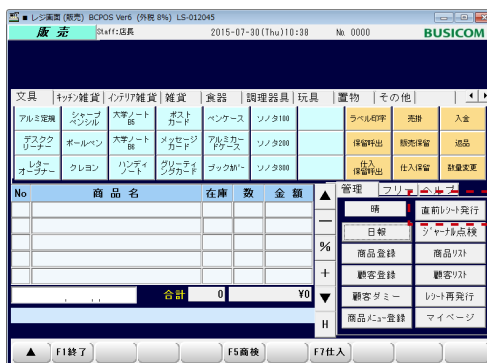 レジ画面 (販売) BCPOS Ver6 (外税 8%) LS-012045
販 売 Staff:店長 2015-07-30(Thu)10:38 No. 0000 BUSICOM
文具 キッチン雑貨 インテリア雑貨 雑貨 食器 調理器具 玩具 置物 その他
アルミ定規 シャープペンシル 大学ノートB5 ポストカード ペンケース ソノタ100 ラベル印字 売掛 入金
デスククリーナー ボールペン 大学ノートB6 メッセージカード アルミカードケース ソノタ200 保留呼出 販売保留 返品
レターオープナー クレヨン ハンディノート グリーティングカード ブックカバー ソノタ300 仕入保留呼出 仕入保留 数量変更
No 商品名 在庫 数 金額 ▲ 管理 フリー ヘルプ
晴 直前レシート発行
— 日報 ジャーナル点検
% 商品登録 商品リスト
+ 顧客登録 顧客リスト
合計 0 ¥0 ▼ 顧客ダミー レシート再発行
H 商品メニュー登録 マイページ
▲ F1終了 F5商検 F7仕入